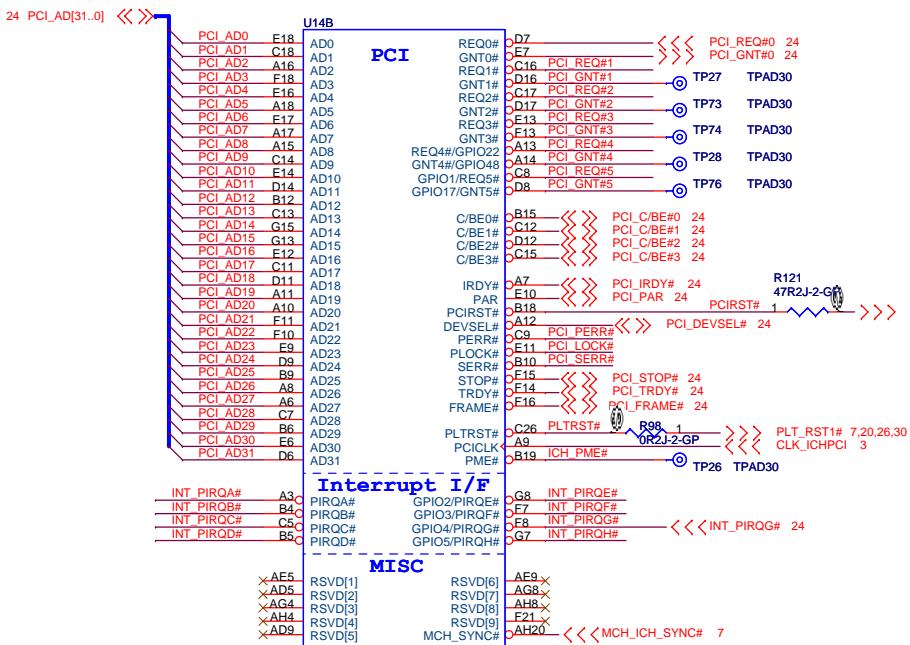 24 PCI_AD[31..0]
U14B
PCI
PCI_AD0 E18 AD0 REQ0# D7 PCI_REQ#0 24
PCI_AD1 C18 AD1 GNT0# E7 PCI_GNT#0 24
PCI_AD2 A16 AD2 REQ1# C16 PCI_REQ#1
PCI_AD3 F18 AD3 GNT1# D16 PCI_GNT#1 TP27 TPAD30
PCI_AD4 E16 AD4 REQ2# C17 PCI_REQ#2
PCI_AD5 A18 AD5 GNT2# D17 PCI_GNT#2 TP73 TPAD30
PCI_AD6 E17 AD6 REQ3# E13 PCI_REQ#3
PCI_AD7 A17 AD7 GNT3# F13 PCI_GNT#3 TP74 TPAD30
PCI_AD8 A15 AD8 REQ4#/GPIO22 A13 PCI_REQ#4
PCI_AD9 C14 AD9 GNT4#/GPIO48 A14 PCI_GNT#4 TP28 TPAD30
PCI_AD10 E14 AD10 GPIO1/REQ5# C8 PCI_REQ#5
PCI_AD11 D14 AD11 GPIO17/GNT5# D8 PCI_GNT#5 TP76 TPAD30
PCI_AD12 B12 AD12
PCI_AD13 C13 AD13 C/BE0# B15 PCI_C/BE#0 24
PCI_AD14 G15 AD14 C/BE1# C12 PCI_C/BE#1 24
PCI_AD15 G13 AD15 C/BE2# D12 PCI_C/BE#2 24
PCI_AD16 E12 AD16 C/BE3# C15 PCI_C/BE#3 24
PCI_AD17 C11 AD17
PCI_AD18 D11 AD18 IRDY# A7 PCI_IRDY# 24
R121
47R2J-2-GP
PCI_AD19 A11 AD19 PAR E10 PCI_PAR 24
PCI_AD20 A10 AD20 PCIRST# B18 PCIRST# 1
PCI_AD21 F11 AD21 DEVSEL# A12 PCI_DEVSEL# 24
PCI_AD22 F10 AD22 PERR# C9 PCI_PERR#
PCI_AD23 E9 AD23 PLOCK# E11 PCI_LOCK#
PCI_AD24 D9 AD24 SERR# B10 PCI_SERR#
PCI_AD25 B9 AD25 STOP# F15 PCI_STOP# 24
PCI_AD26 A8 AD26 TRDY# F14 PCI_TRDY# 24
PCI_AD27 A6 AD27 FRAME# F16 PCI_FRAME# 24
PCI_AD28 C7 AD28
PCI_AD29 B6 AD29 PLTRST# C26 PLTRST# R98 1 PLT_RST1# 7,20,26,30
PCI_AD30 E6 AD30 PCICLK A9 0R2J-2-GP CLK_ICHPCI 3
PCI_AD31 D6 AD31 PME# B19 ICH_PME# TP26 TPAD30
Interrupt I/F
INT_PIRQA# A3 PIRQA# GPIO2/PIRQE# G8 INT_PIRQE#
INT_PIRQB# B4 PIRQB# GPIO3/PIRQF# F7 INT_PIRQF#
INT_PIRQC# C5 PIRQC# GPIO4/PIRQG# F8 INT_PIRQG# INT_PIRQG# 24
INT_PIRQD# B5 PIRQD# GPIO5/PIRQH# G7 INT_PIRQH#
MISC
AE5 RSVD[1] RSVD[6] AE9
AD5 RSVD[2] RSVD[7] AG8
AG4 RSVD[3] RSVD[8] AH8
AH4 RSVD[4] RSVD[9] F21
AD9 RSVD[5] MCH_SYNC# AH20 MCH_ICH_SYNC# 7